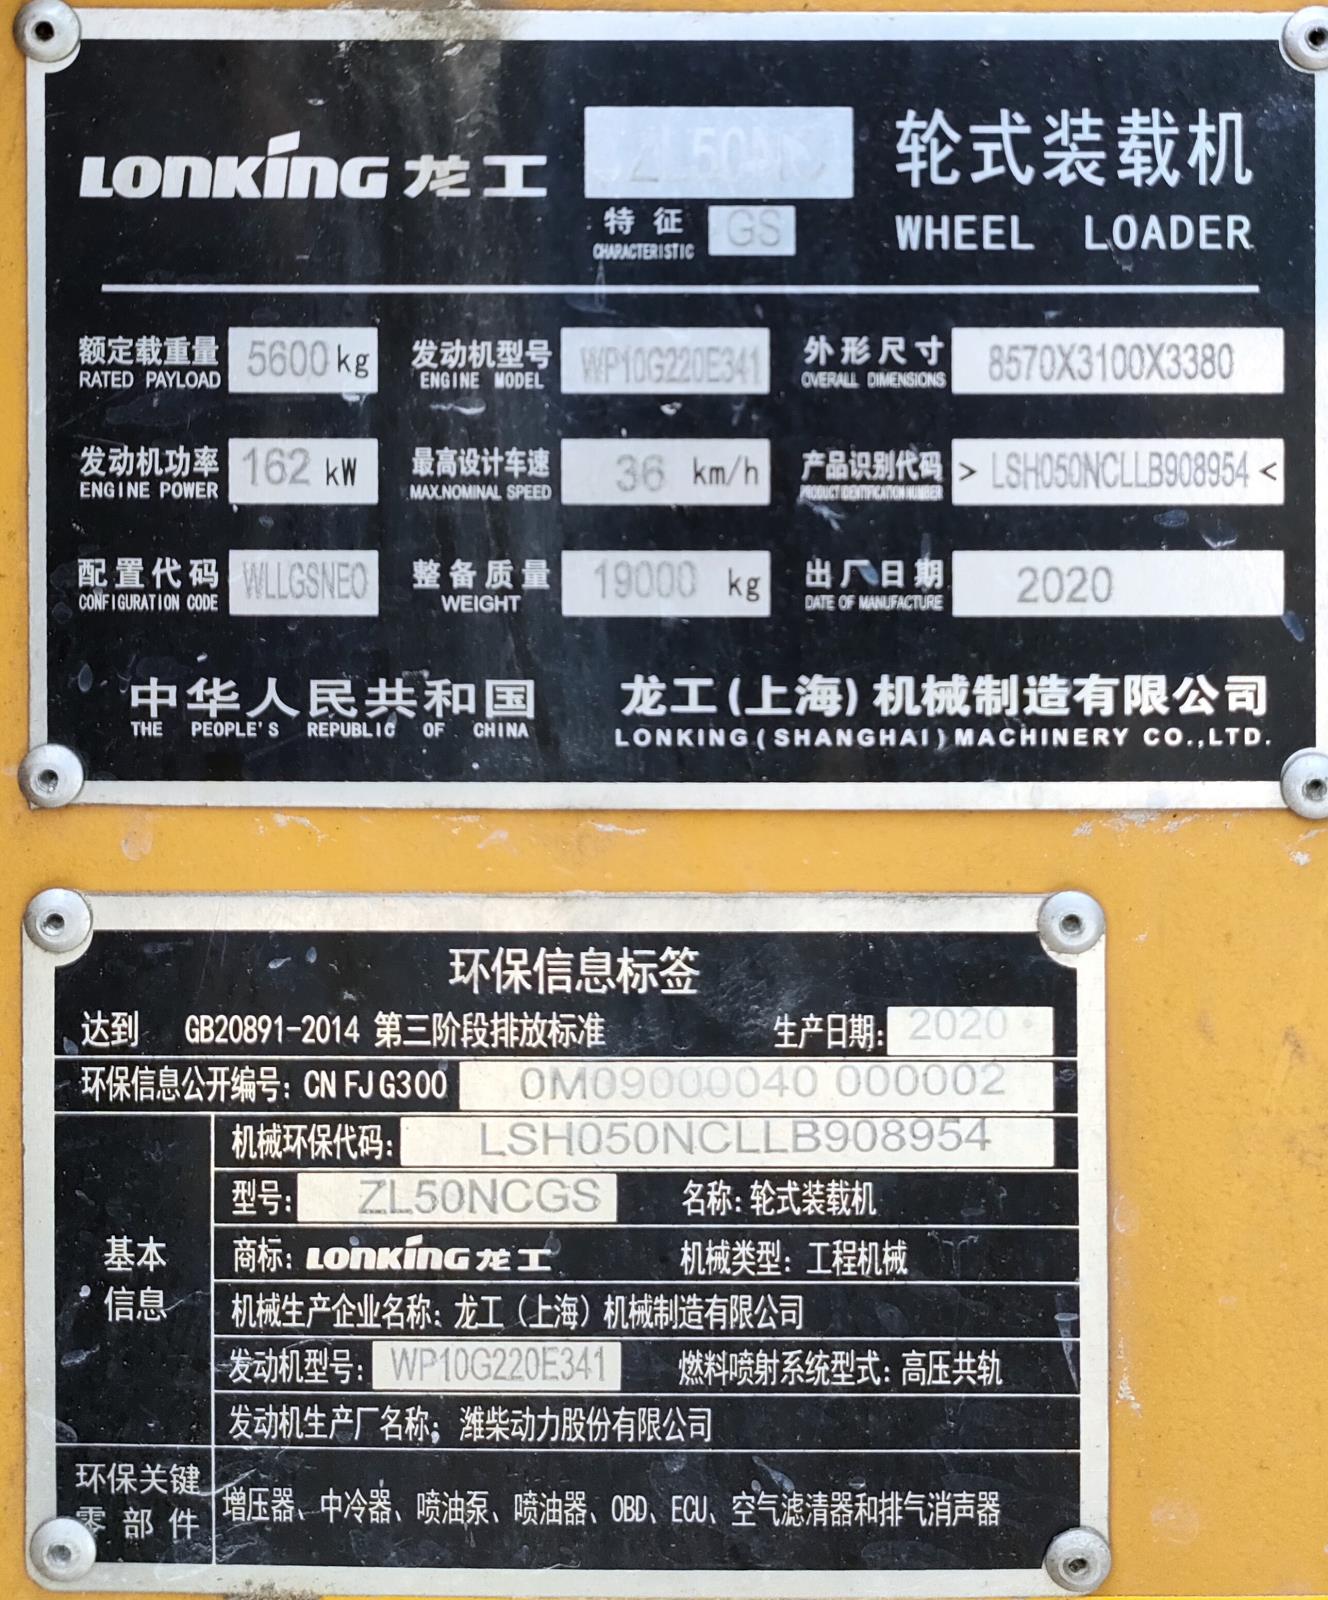 LONKING 龙工 ZL50NC 轮式装载机
特征 GS WHEEL LOADER
CHARACTERISTIC
额定载重量 5600 kg 发动机型号 WP10G220E341 外形尺寸 8570X3100X3380
RATED PAYLOAD ENGINE MODEL OVERALL DIMENSIONS
发动机功率 162 kW 最高设计车速 36 km/h 产品识别代码 > LSH050NCLLB908954 <
ENGINE POWER MAX.NOMINAL SPEED PRODUCT IDENTIFICATION NUMBER
配置代码 WLLGSNEO 整备质量 19000 kg 出厂日期 2020
CONFIGURATION CODE WEIGHT DATE OF MANUFACTURE
中华人民共和国 龙工(上海)机械制造有限公司
THE PEOPLE'S REPUBLIC OF CHINA LONKING(SHANGHAI)MACHINERY CO.,LTD.
环保信息标签
达到 GB20891-2014 第三阶段排放标准 生产日期: 2020
环保信息公开编号: CN FJ G300 0M09000040 000002
机械环保代码: LSH050NCLLB908954
型号: ZL50NCGS 名称: 轮式装载机
基本信息
商标: LONKING 龙工 机械类型: 工程机械
机械生产企业名称: 龙工（上海）机械制造有限公司
发动机型号: WP10G220E341 燃料喷射系统型式: 高压共轨
发动机生产厂名称: 潍柴动力股份有限公司
环保关键零部件 增压器、中冷器、喷油泵、喷油器、OBD、ECU、空气滤清器和排气消声器